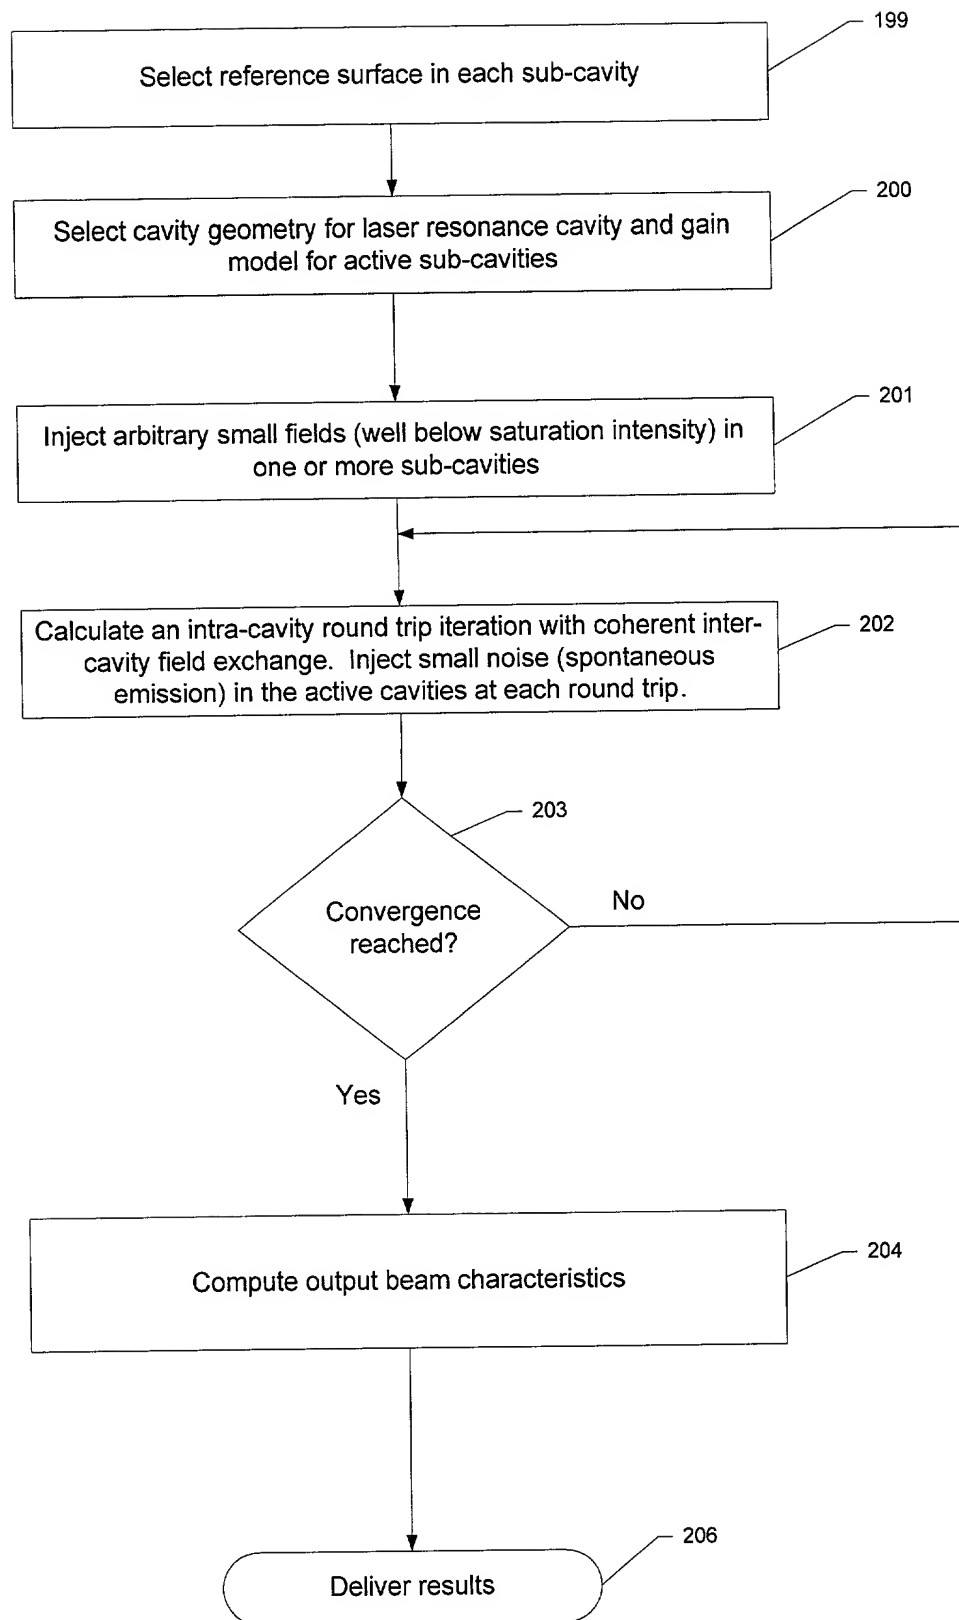 199
Select reference surface in each sub-cavity
200
Select cavity geometry for laser resonance cavity and gain
model for active sub-cavities
201
Inject arbitrary small fields (well below saturation intensity) in
one or more sub-cavities
Calculate an intra-cavity round trip iteration with coherent inter-
cavity field exchange.  Inject small noise (spontaneous
emission) in the active cavities at each round trip.
202
203
Convergence
reached?
No
Yes
204
Compute output beam characteristics
206
Deliver results